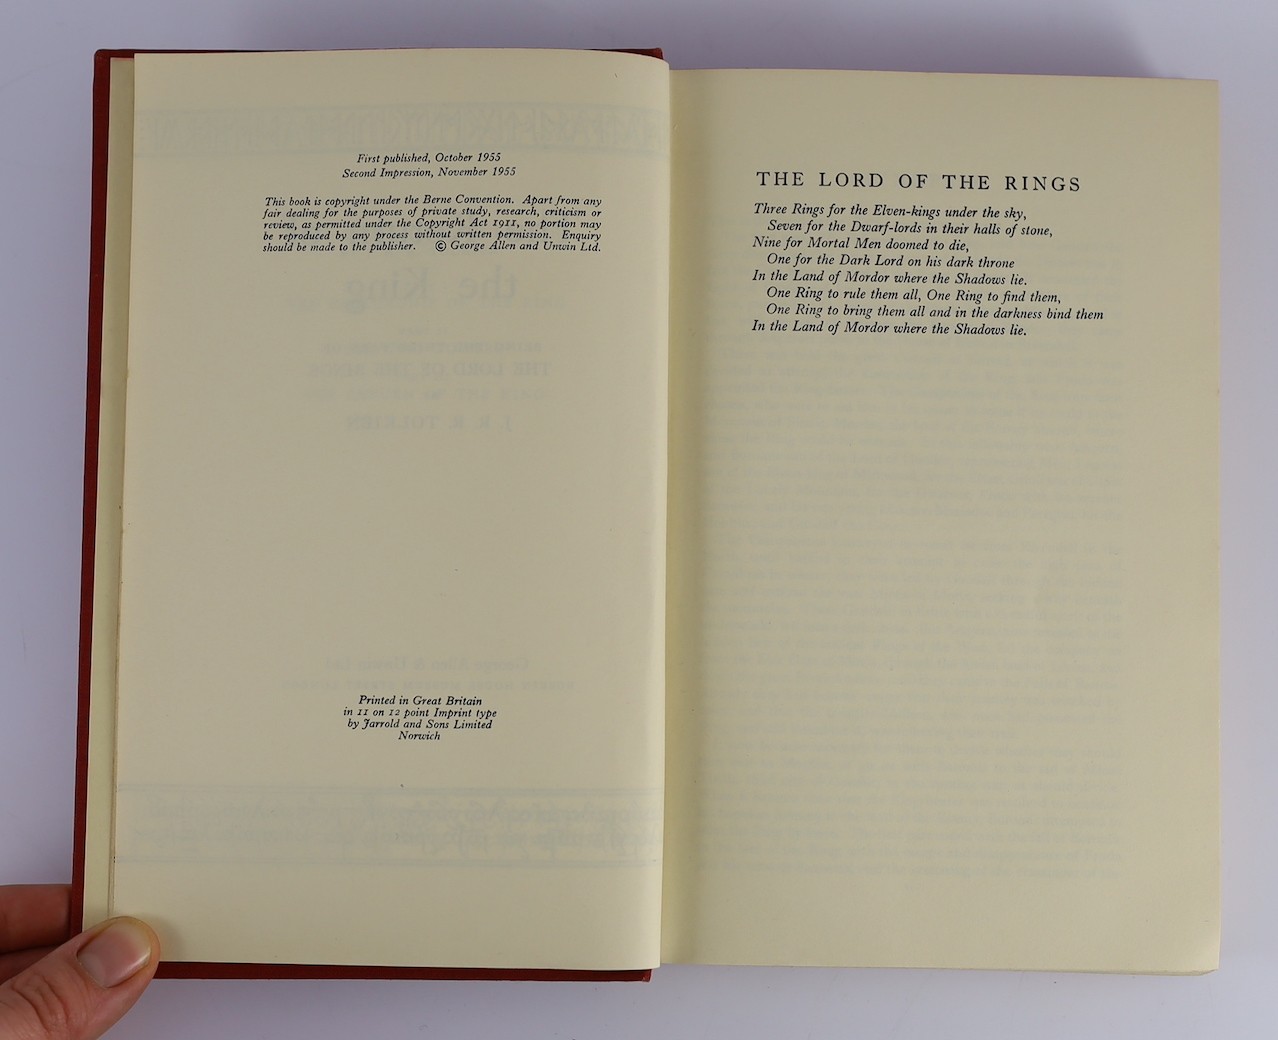 First published, October 1955
Second Impression, November 1955
This book is copyright under the Berne Convention. Apart from any
fair dealing for the purposes of private study, research, criticism or
review, as permitted under the Copyright Act 1911, no portion may
be reproduced by any process without written permission. Enquiry
should be made to the publisher. © George Allen and Unwin Ltd.
Printed in Great Britain
in 11 on 12 point Imprint type
by Jarrold and Sons Limited
Norwich
THE LORD OF THE RINGS
Three Rings for the Elven-kings under the sky,
Seven for the Dwarf-lords in their halls of stone,
Nine for Mortal Men doomed to die,
One for the Dark Lord on his dark throne
In the Land of Mordor where the Shadows lie.
One Ring to rule them all, One Ring to find them,
One Ring to bring them all and in the darkness bind them
In the Land of Mordor where the Shadows lie.